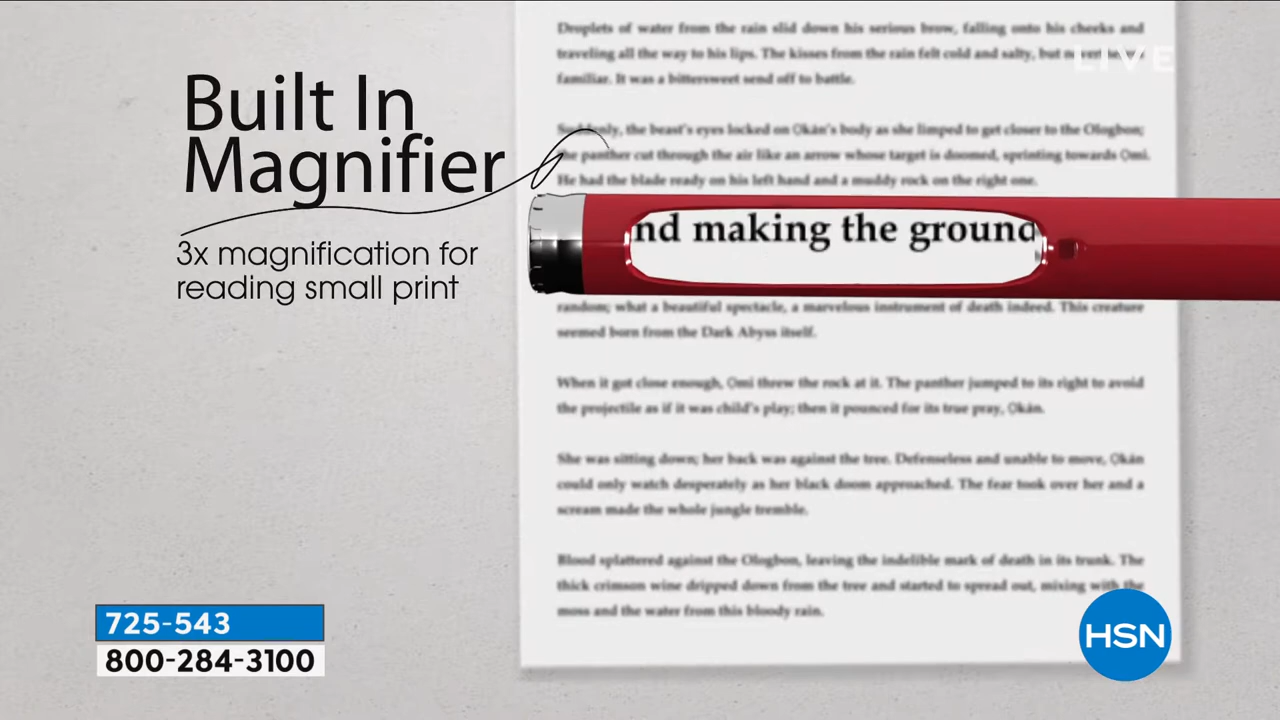 Built In
Magnifier
3x magnification for
reading small print
LIVE
Droplets of water from the rain slid down his serious brow, falling onto his cheeks and
traveling all the way to his lips. The kisses from the rain felt cold and salty, but
familiar. It was a bittersweet send off to battle.
Suddenly, the beast's eyes locked on Okán's body as she limped to get closer to the Ologbon;
the panther cut through the air like an arrow whose target is doomed, sprinting towards Omi.
He had the blade ready on his left hand and a muddy rock on the right one.
nd making the ground
random; what a beautiful spectacle, a marvelous instrument of death indeed. This creature
seemed born from the Dark Abyss itself.
When it got close enough, Omi threw the rock at it. The panther jumped to its right to avoid
the projectile as if it was child's play; then it pounced for its true pray, Okán.
She was sitting down; her back was against the tree. Defenseless and unable to move, Okán
could only watch desperately as her black doom approached. The fear took over her and a
scream made the whole jungle tremble.
Blood splattered against the Ologbon, leaving the indelible mark of death in its trunk. The
thick crimson wine dripped down from the tree and started to spread out, mixing with the
moss and the water from this bloody rain.
725-543
800-284-3100
HSN